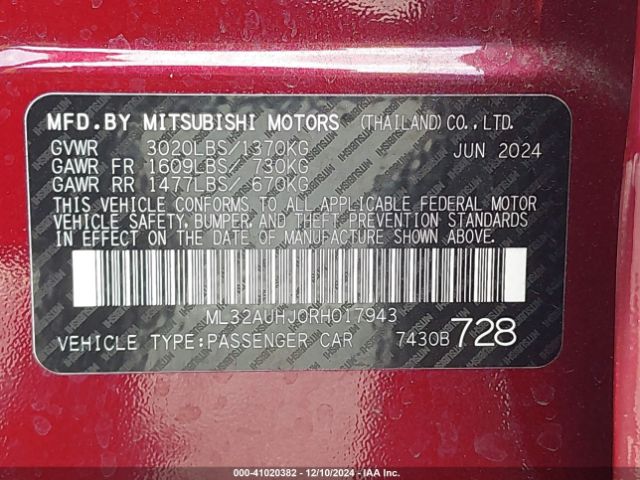 MFD.BY MITSUBISHI MOTORS (THAILAND) CO., LTD.
GVWR 3020LBS/1370KG JUN 2024
GAWR FR 1609LBS/ 730KG
GAWR RR 1477LBS/ 670KG
THIS VEHICLE CONFORMS TO ALL APPLICABLE FEDERAL MOTOR
VEHICLE SAFETY, BUMPER, AND THEFT PREVENTION STANDARDS
IN EFFECT ON THE DATE OF MANUFACTURE SHOWN ABOVE.
ML32AUHJ0RH017943
VEHICLE TYPE:PASSENGER CAR 7430B 728
000-41020382 - 12/10/2024 - IAA Inc.